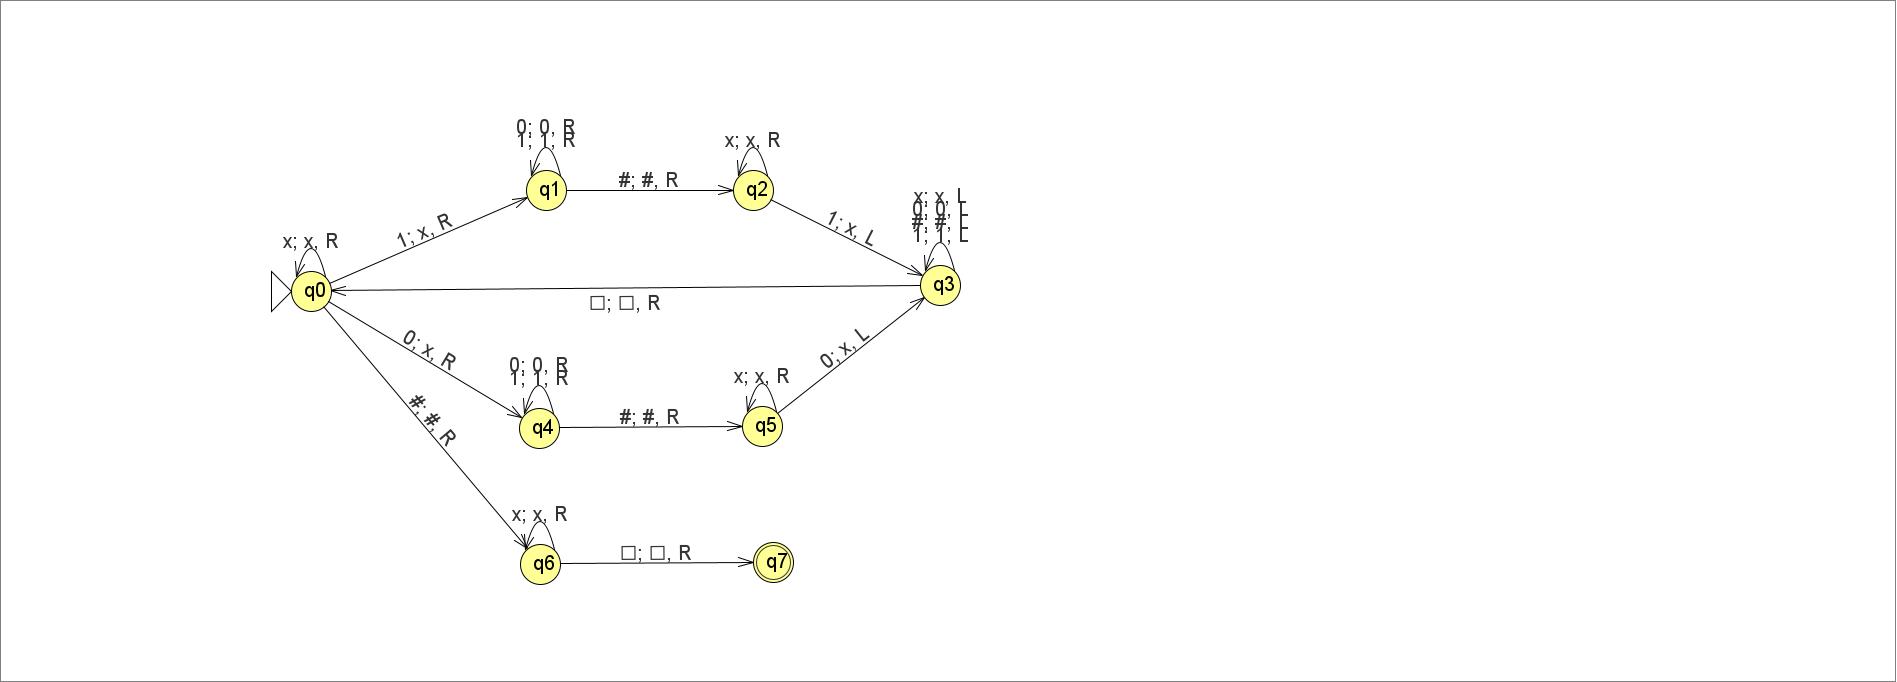 0; 0, R
1; 1, R
x; x, R
q1
#; #, R
q2
x; x, L
0; 0, L
#; #, L
1; 1, L
1; x, R
1; x, L
x; x, R
q0
q3
□; □, R
0; x, R
0; x, L
0; 0, R
1; 1, R
x; x, R
#; #, R
q4
#; #, R
q5
x; x, R
q6
□; □, R
q7